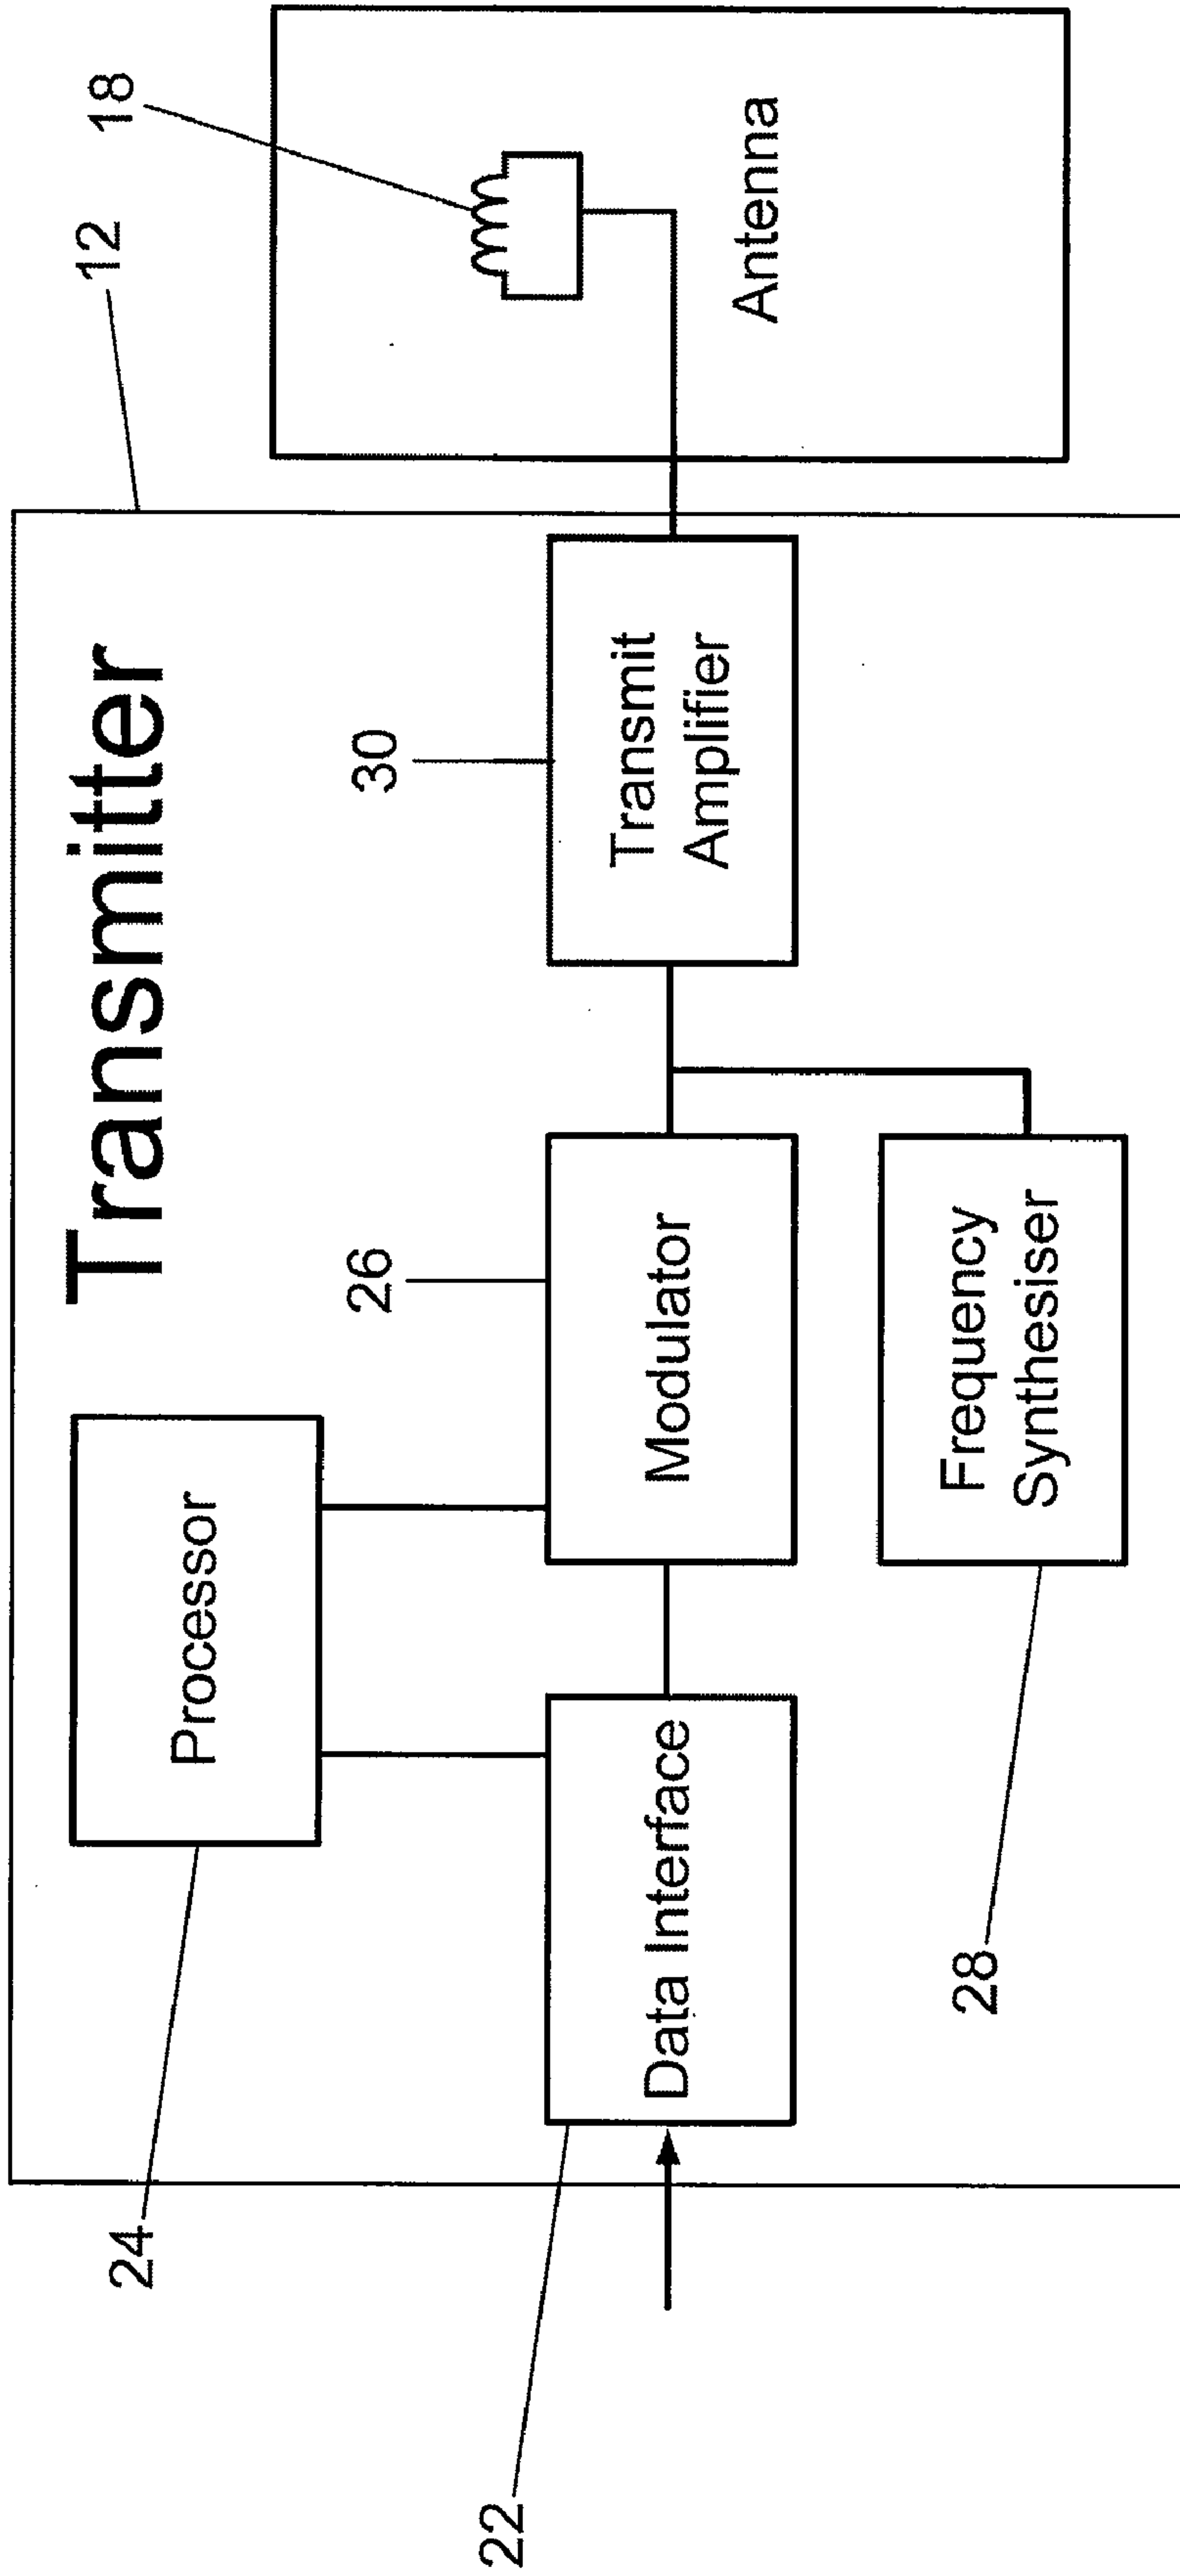 Transmitter
12
18
24
Processor
26
30
22
Data Interface
Modulator
Transmit
Amplifier
Antenna
28
Frequency
Synthesiser